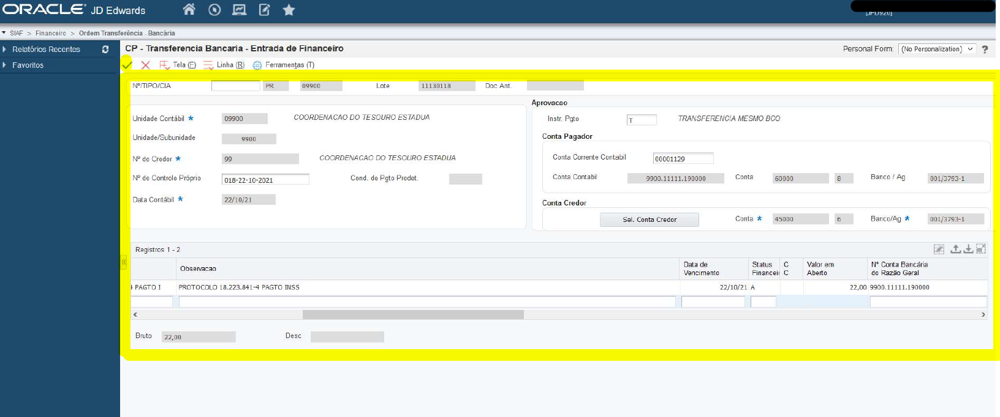 ORACLE® JD Edwards
[JPD920]
SIAF > Financeiro > Ordem Transferência - Bancária
Relatórios Recentes
Favoritos
CP - Transferencia Bancaria - Entrada de Financeiro
Personal Form: (No Personalization) ?
Tela (F) Linha (R) Ferramentas (T)
Nº/TIPO/CIA PR 09900 Lote 11130118 Doc Ant.
Unidade Contábil * 09900 COORDENACAO DO TESOURO ESTADUA
Unidade/Subunidade 9900
Nº do Credor * 99 COORDENACAO DO TESOURO ESTADUA
Nº de Controle Próprio 018-22-10-2021 Cond. de Pgto Predet.
Data Contábil * 22/10/21
Aprovacao
Instr. Pgto T TRANSFERENCIA MESMO BCO
Conta Pagador
Conta Corrente Contabil 00001129
Conta Contabil 9900.11111.190000 Conta 60000 8 Banco / Ag 001/3793-1
Conta Credor
Sel. Conta Credor Conta * 45000 6 Banco/Ag * 001/3793-1
Registros 1 - 2
Observacao
Data de
Vencimento
Status
Financeir
C
C
Valor em
Aberto
Nº Conta Bancária
do Razão Geral
PAGTO I PROTOCOLO 18.223.841-4 PAGTO INSS 22/10/21 A 22,00 9900.11111.190000
Bruto 22,00 Desc